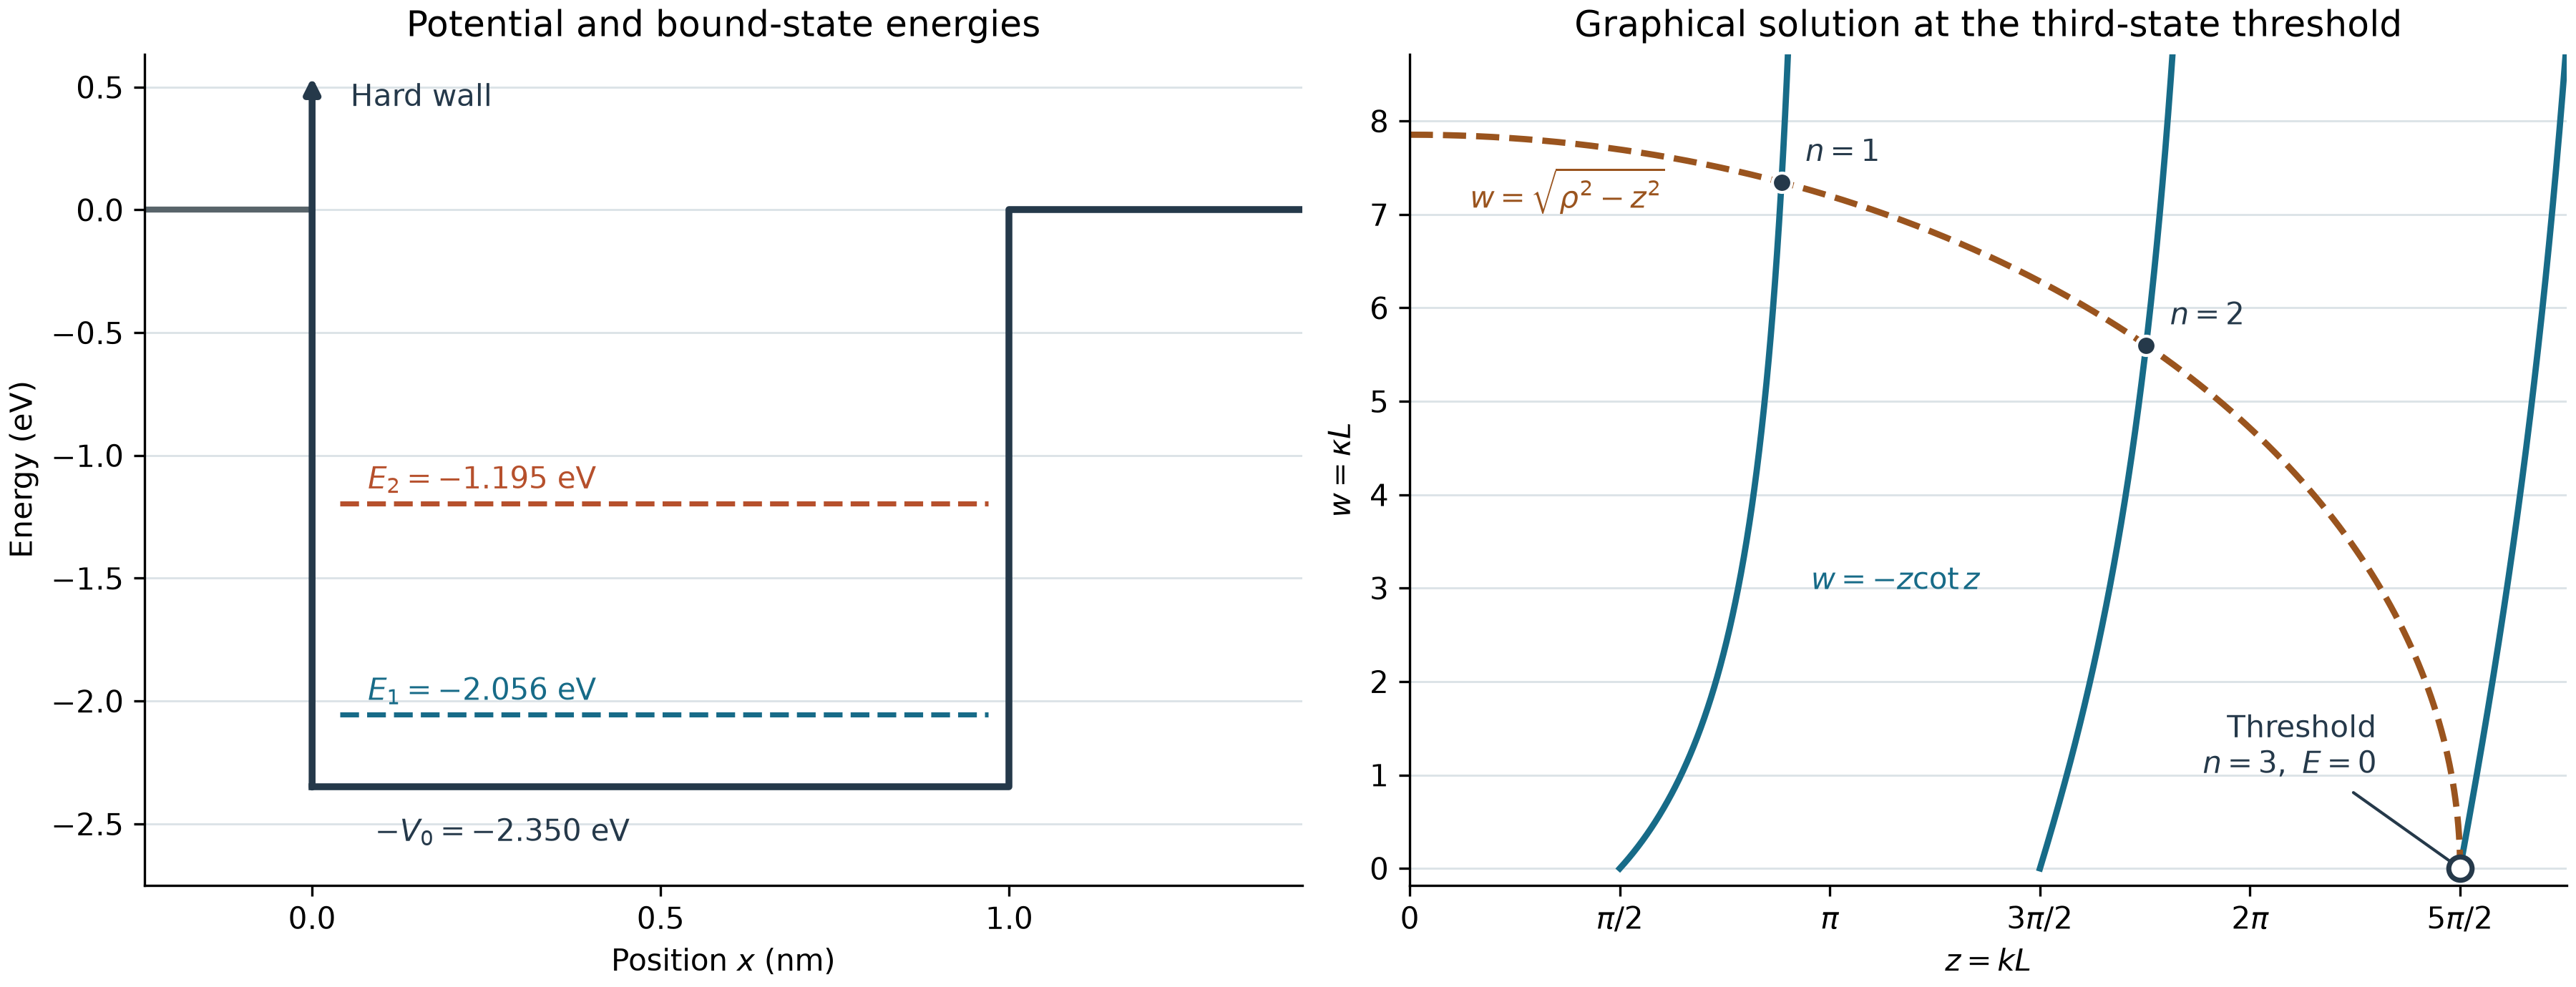 Potential and bound-state energies
Energy (eV)
0.5
0.0
−0.5
−1.0
−1.5
−2.0
−2.5
Hard wall
E₂ = −1.195 eV
E₁ = −2.056 eV
−V₀ = −2.350 eV
0.0
0.5
1.0
Position x (nm)
Graphical solution at the third-state threshold
w = κL
8
7
6
5
4
3
2
1
0
n = 1
w = √(ρ² − z²)
n = 2
w = −z cot z
Threshold
n = 3, E = 0
0
π/2
π
3π/2
2π
5π/2
z = kL